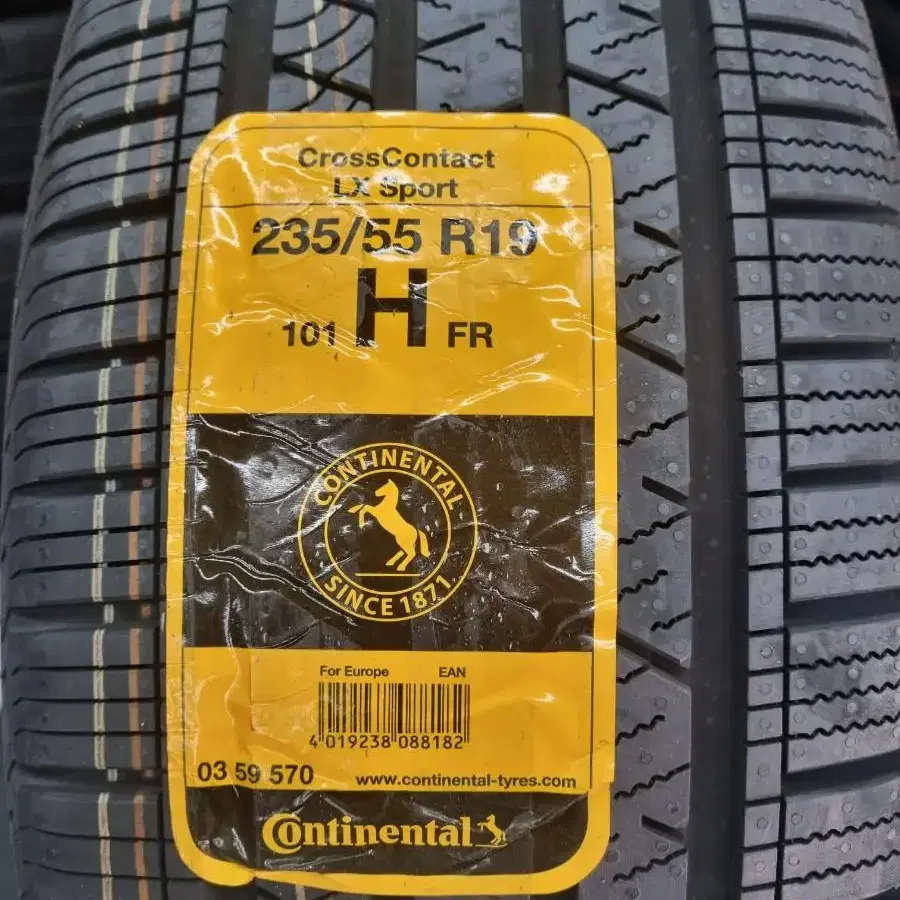 CrossContact
LX Sport
235/55 R19
101 H FR
CONTINENTAL
SINCE 1871
For Europe EAN
4 019238 088182
03 59 570 www.continental-tyres.com
Continental